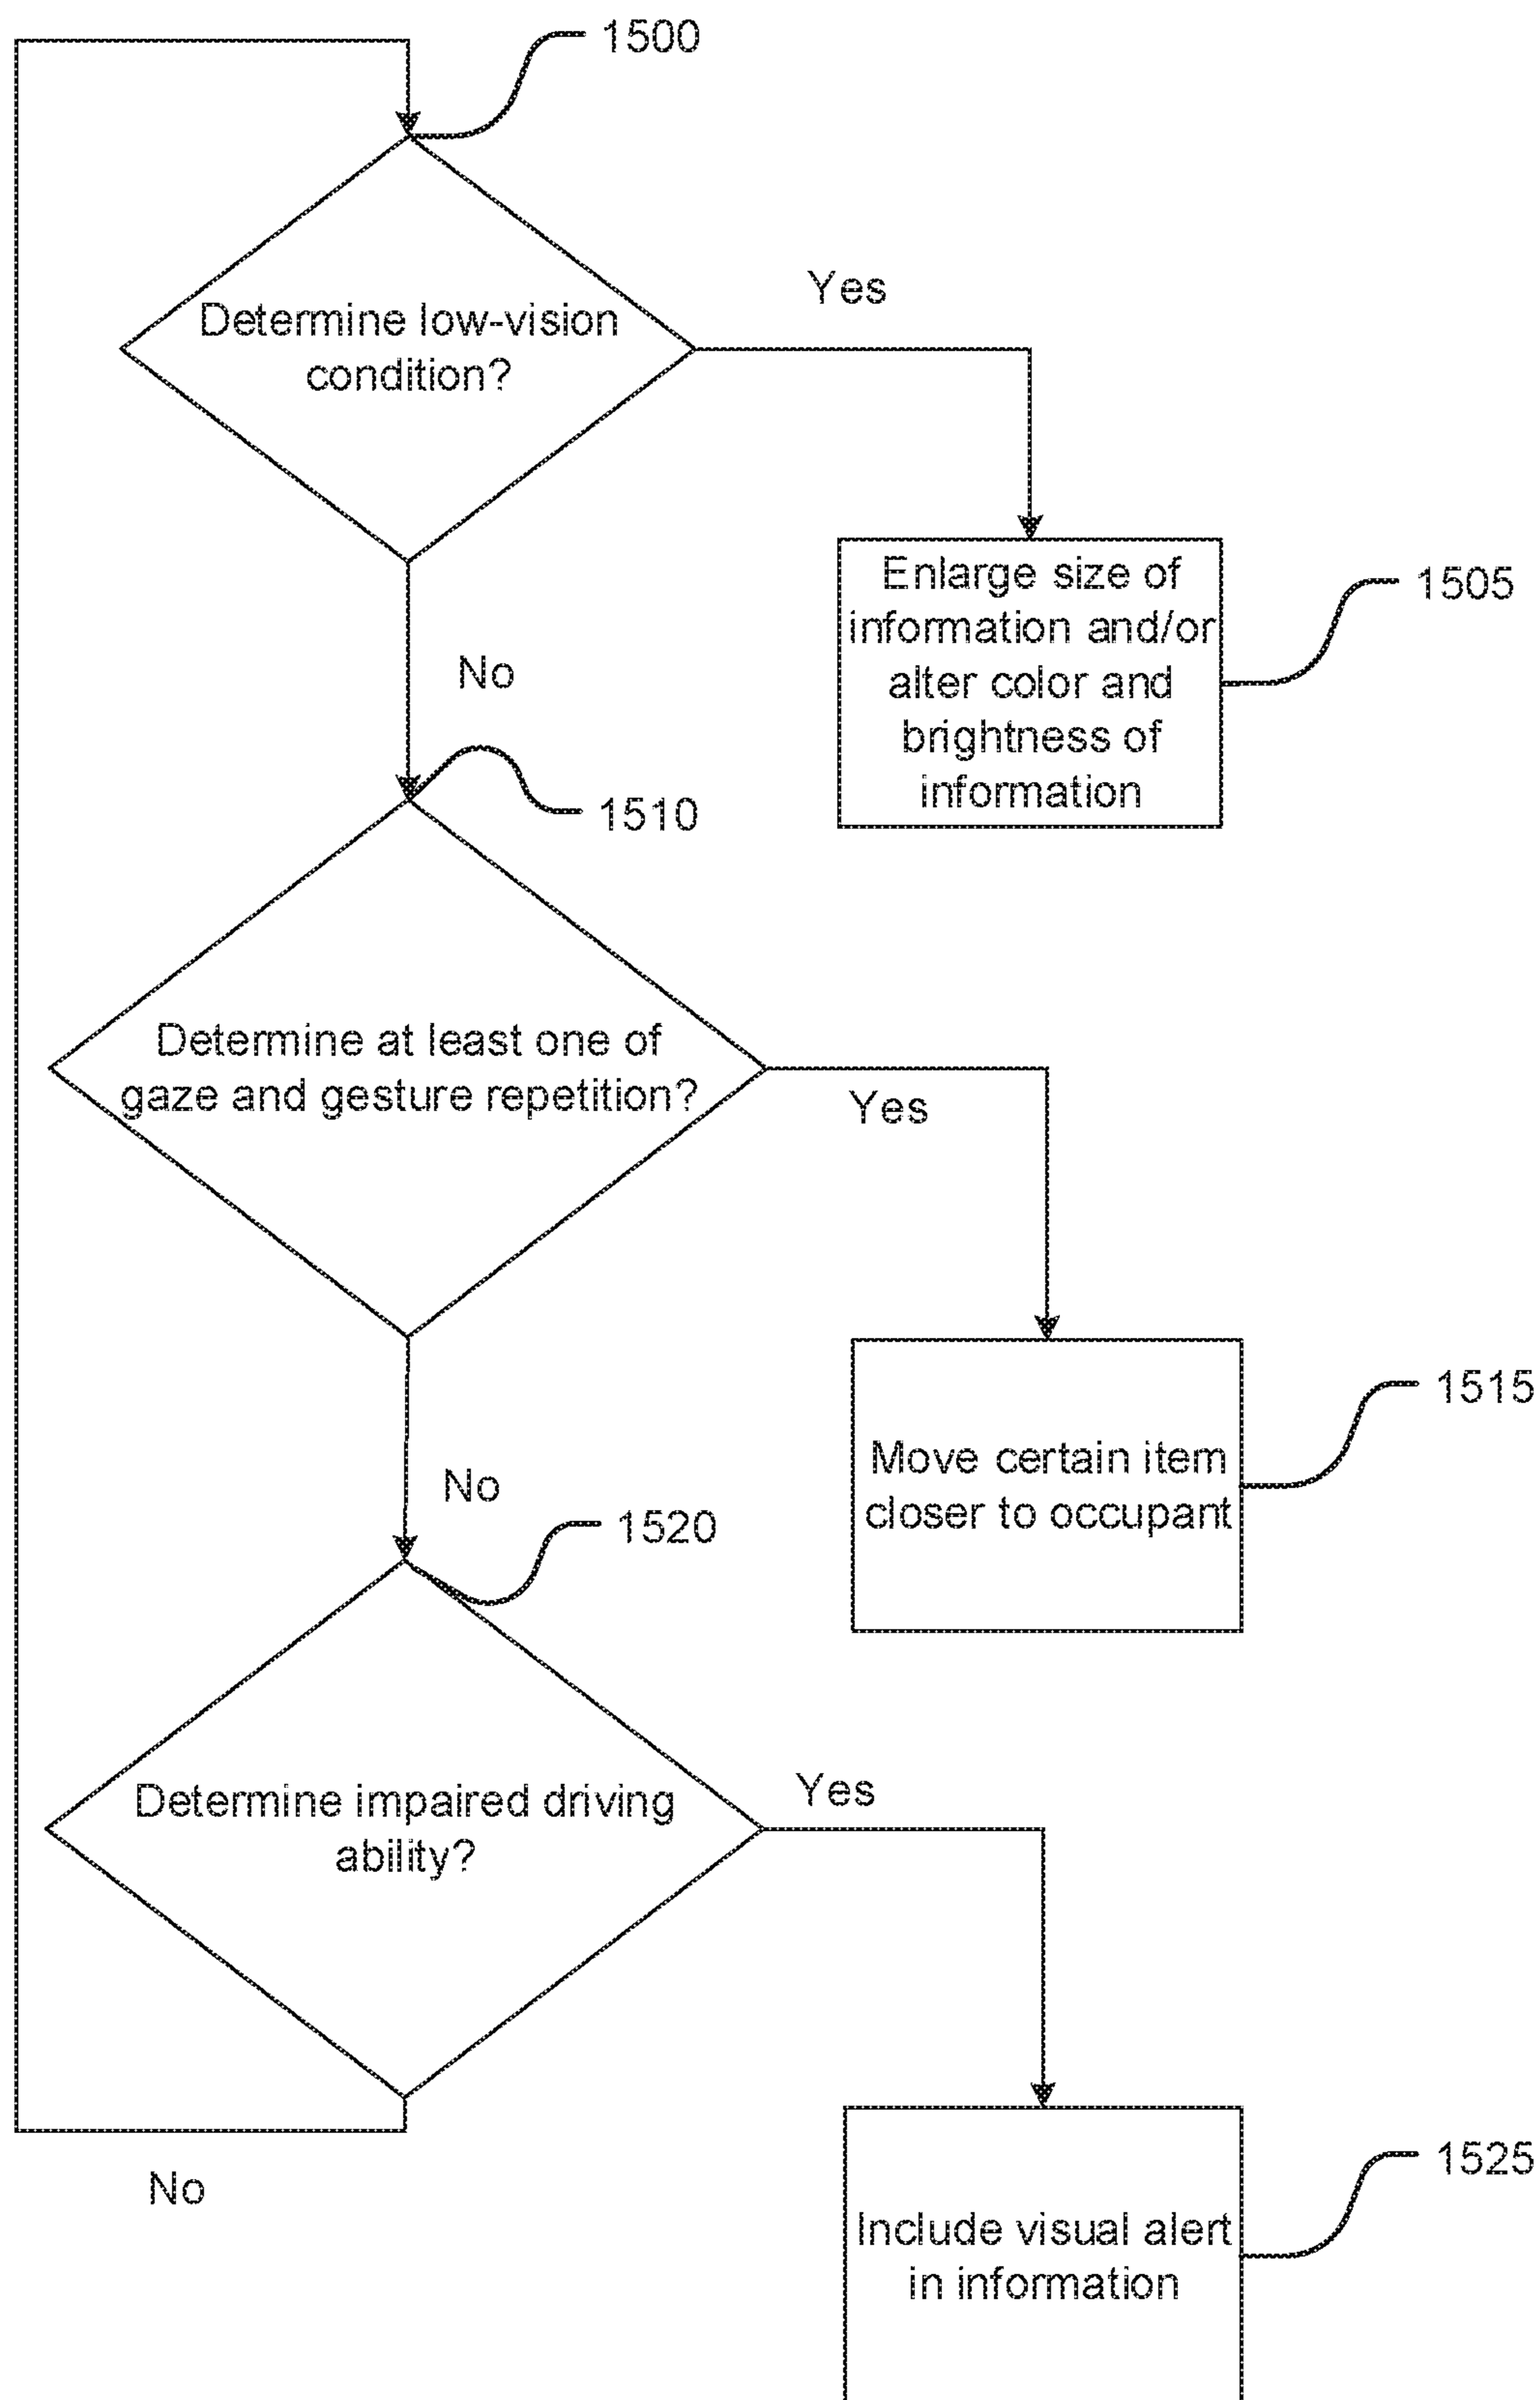 1500
Determine low-vision
condition?
Yes
Enlarge size of
information and/or
alter color and
brightness of
information
1505
No
1510
Determine at least one of
gaze and gesture repetition?
Yes
Move certain item
closer to occupant
1515
No
1520
Determine impaired driving
ability?
Yes
No
Include visual alert
in information
1525